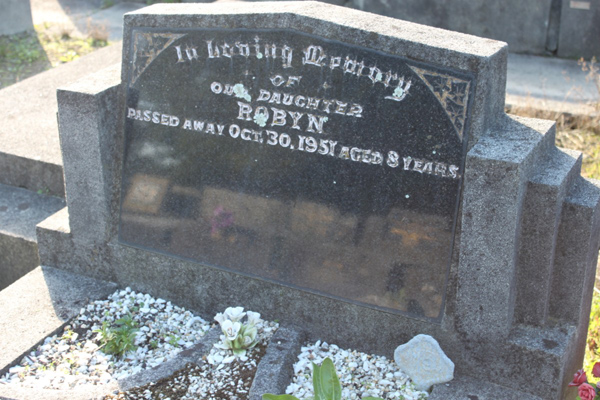 In Loving Memory
OF
OUR DAUGHTER
ROBYN
PASSED AWAY OCT. 30, 1951 AGED 8 YEARS.